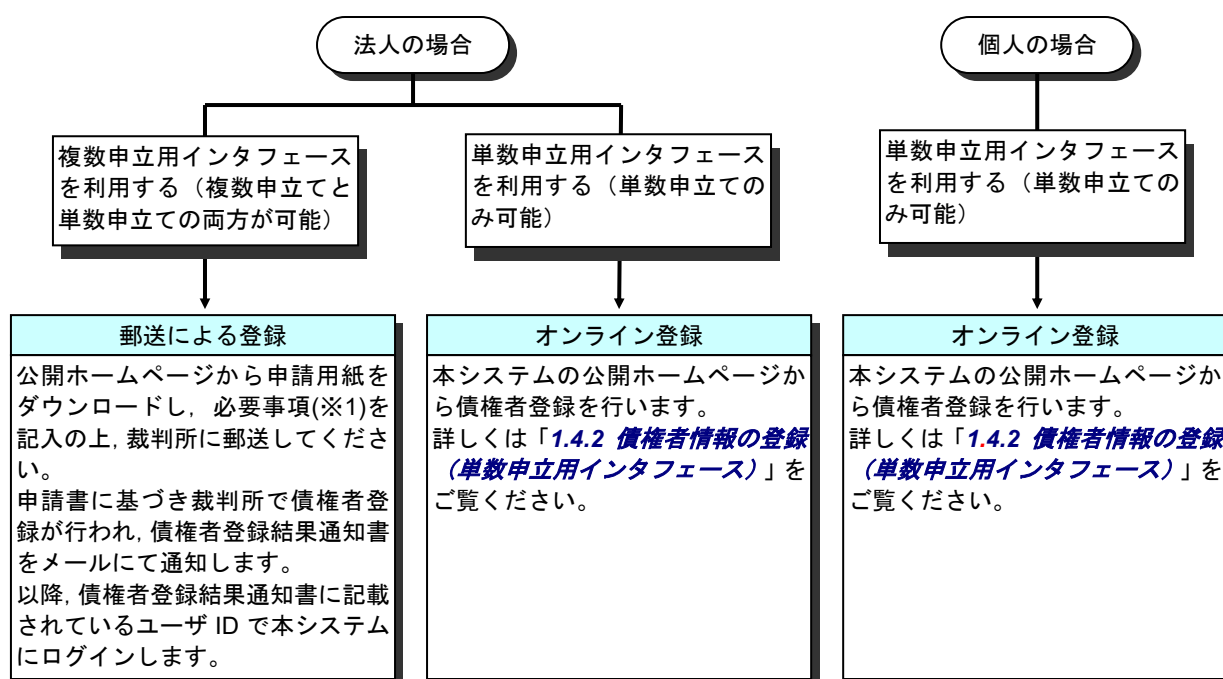 法人の場合
個人の場合
複数申立用インタフェース
を利用する（複数申立てと
単数申立ての両方が可能）
単数申立用インタフェース
を利用する（単数申立ての
み可能）
単数申立用インタフェース
を利用する（単数申立ての
み可能）
郵送による登録
公開ホームページから申請用紙を
ダウンロードし，必要事項(※1)を
記入の上，裁判所に郵送してくださ
い。
申請書に基づき裁判所で債権者登
録が行われ，債権者登録結果通知書
をメールにて通知します。
以降，債権者登録結果通知書に記載
されているユーザ ID で本システム
にログインします。
オンライン登録
本システムの公開ホームページか
ら債権者登録を行います。
詳しくは「1.4.2 債権者情報の登録
（単数申立用インタフェース）」を
ご覧ください。
オンライン登録
本システムの公開ホームページか
ら債権者登録を行います。
詳しくは「1.4.2 債権者情報の登録
（単数申立用インタフェース）」を
ご覧ください。